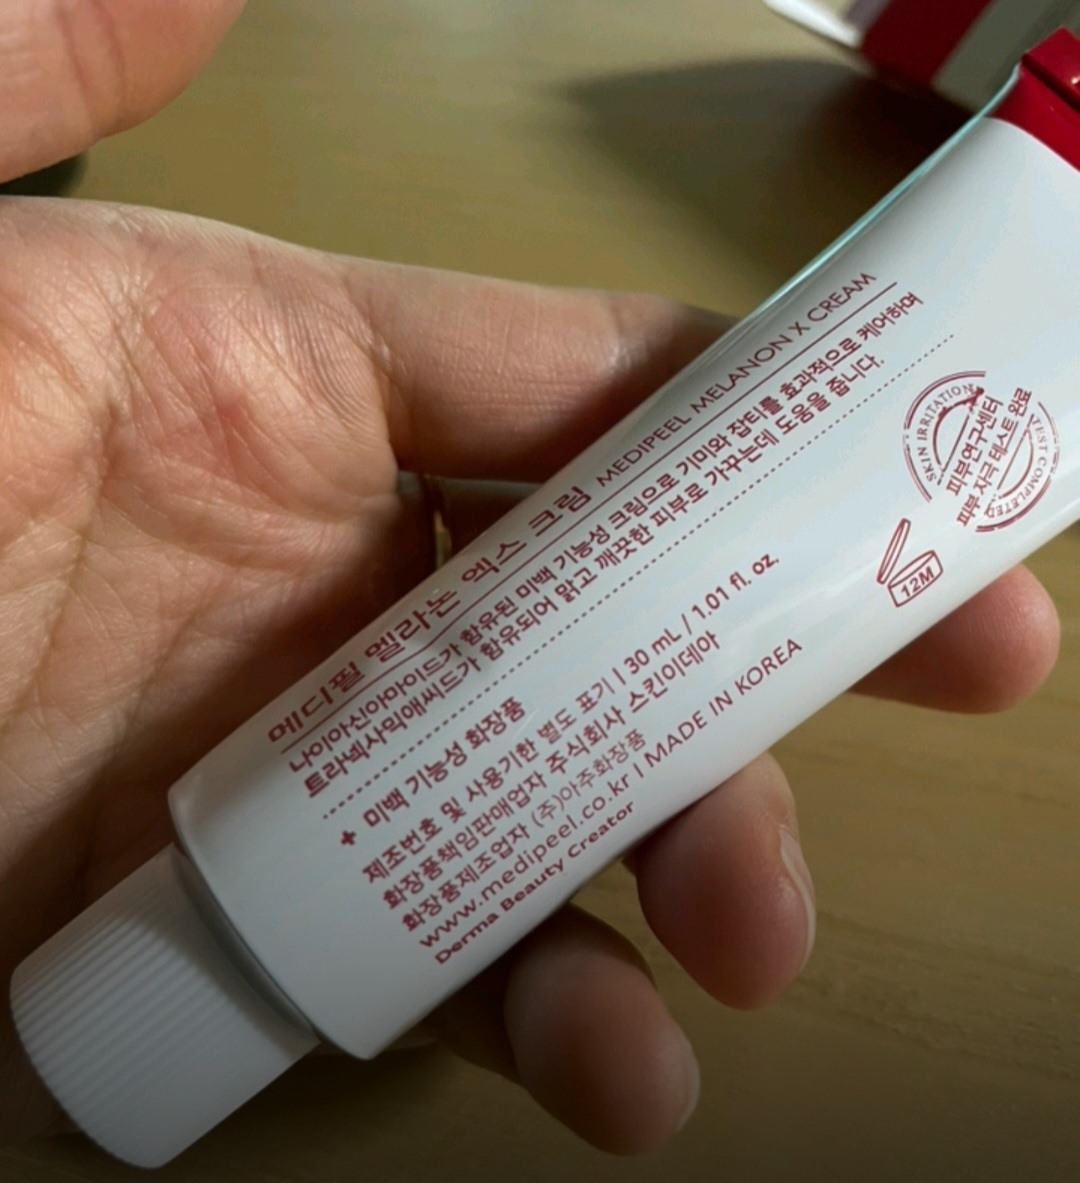 메디필 멜라논 엑스 크림 MEDIPEEL MELANON X CREAM
나이아신아마이드가 함유된 미백 기능성 크림으로 기미와 잡티를 효과적으로 케어하며
트라넥사믹애씨드가 함유되어 맑고 깨끗한 피부로 가꾸는데 도움을 줍니다.
+ 미백 기능성 화장품
제조번호 및 사용기한 별도 표기 | 30 mL / 1.01 fl. oz.
화장품책임판매업자 주식회사 스킨이데아
화장품제조업자 (주)아주화장품
www.medipeel.co.kr | MADE IN KOREA
Derma Beauty Creator
12M
SKIN IRRITATION
피부연구센터
피부 자극 테스트 완료
TEST COMPLETED